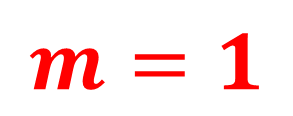 m = 1